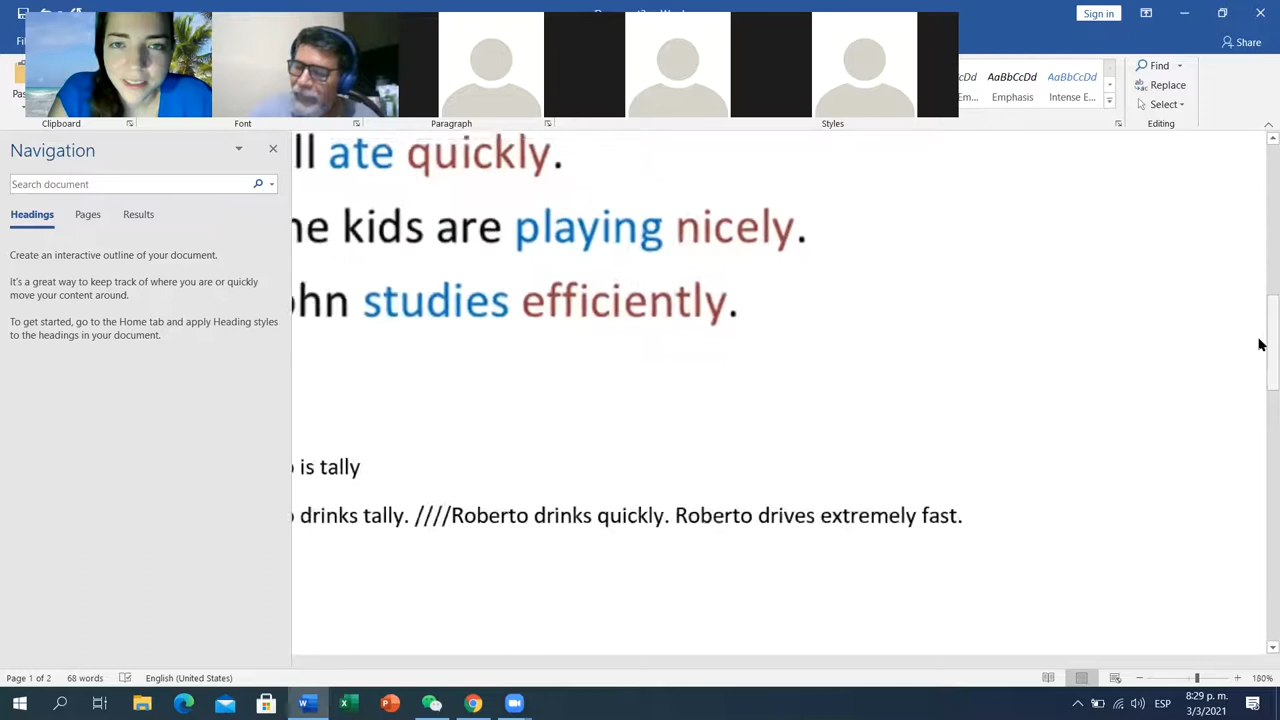 Sign in
Share
Find
Replace
Select
AaBbCcDd AaBbCcDd
Em... Emphasis Intense E...
Clipboard Font Paragraph Styles Editing
Navigation
Search document
Headings Pages Results
Create an interactive outline of your document.
It's a great way to keep track of where you are or quickly
move your content around.
To get started, go to the Home tab and apply Heading styles
to the headings in your document.
ll ate quickly.
he kids are playing nicely.
ohn studies efficiently.
o is tally
o drinks tally. ////Roberto drinks quickly. Roberto drives extremely fast.
Page 1 of 2 68 words English (United States) 180%
ESP
8:29 p. m.
3/3/2021